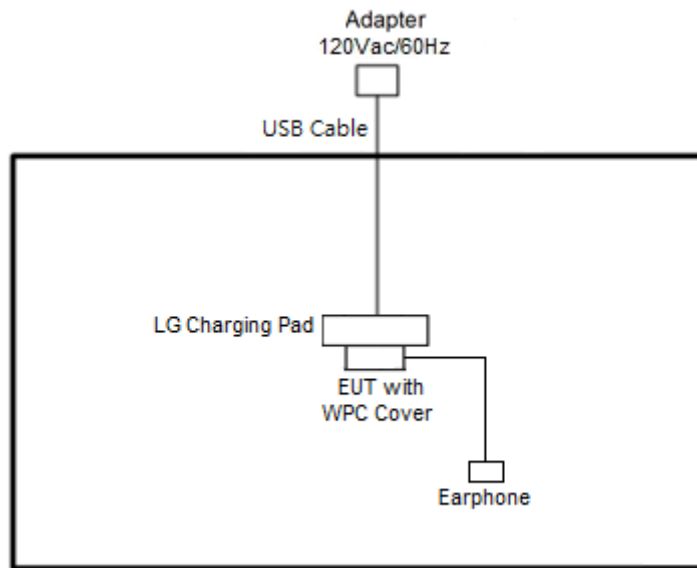 Adapter
120Vac/60Hz
USB Cable
LG Charging Pad
EUT with
WPC Cover
Earphone